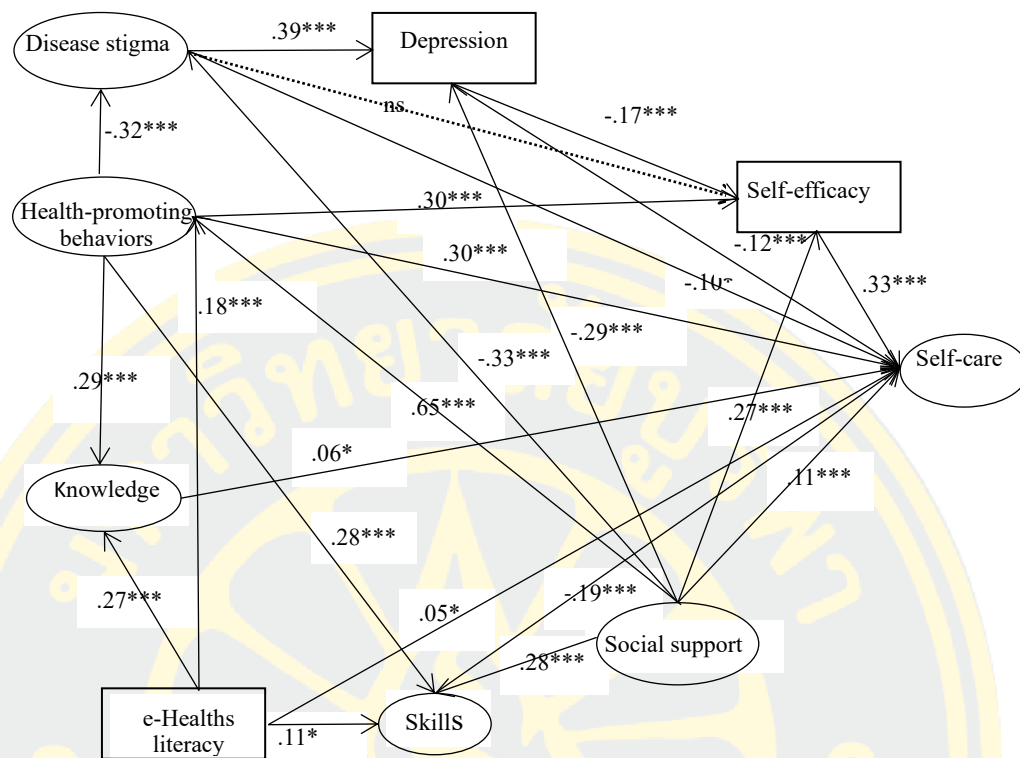 .39***
Depression
Disease stigma
ns.
-.17***
-.32***
Self-efficacy
Health-promoting
behaviors
.30***
.30***
-.12***
-.10*
.33***
.18***
-.29***
-.33***
Self-care
.29***
.65***
.27***
.06*
.11***
Knowledge
.28***
.27***
.05*
-.19***
Social support
.28***
e-Healths
literacy
SkillS
.11*